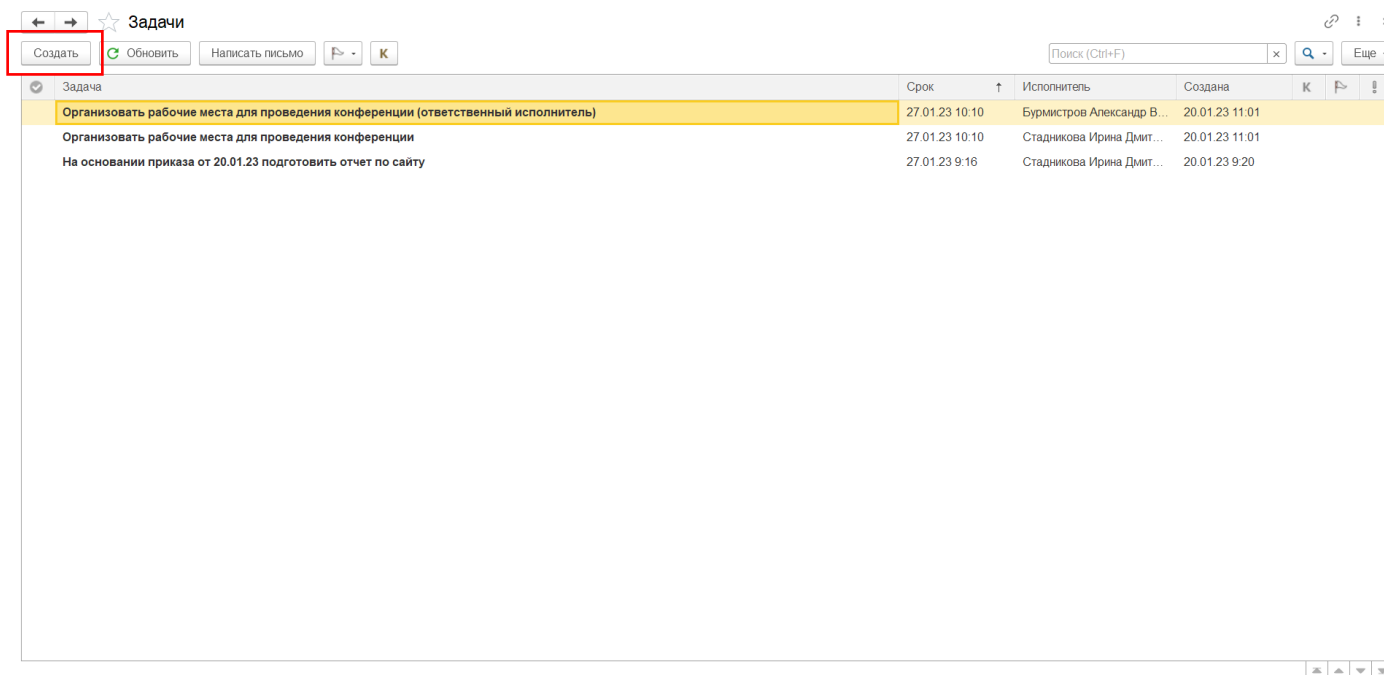 Задачи
Создать Обновить Написать письмо К Поиск (Ctrl+F) × Еще
Задача Срок ↑ Исполнитель Создана К
Организовать рабочие места для проведения конференции (ответственный исполнитель) 27.01.23 10:10 Бурмистров Александр В... 20.01.23 11:01
Организовать рабочие места для проведения конференции 27.01.23 10:10 Стадникова Ирина Дмит... 20.01.23 11:01
На основании приказа от 20.01.23 подготовить отчет по сайту 27.01.23 9:16 Стадникова Ирина Дмит... 20.01.23 9:20